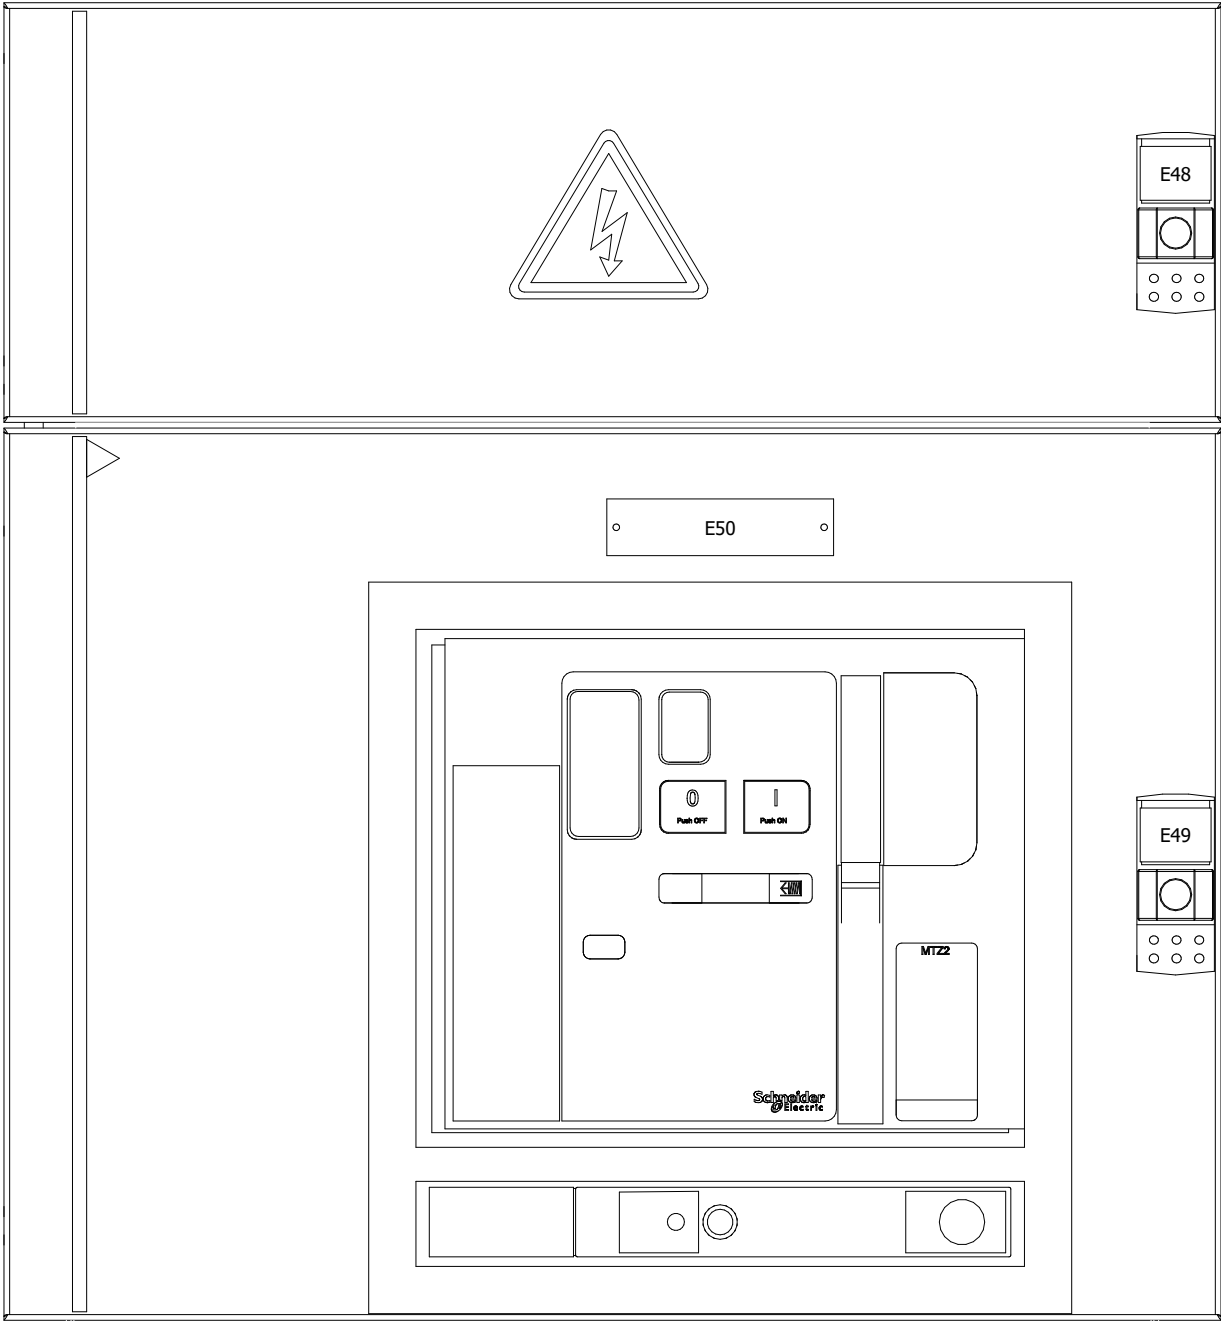 E48
E50
0
I
Push OFF
Push ON
E49
MTZ2
Schneider
Electric